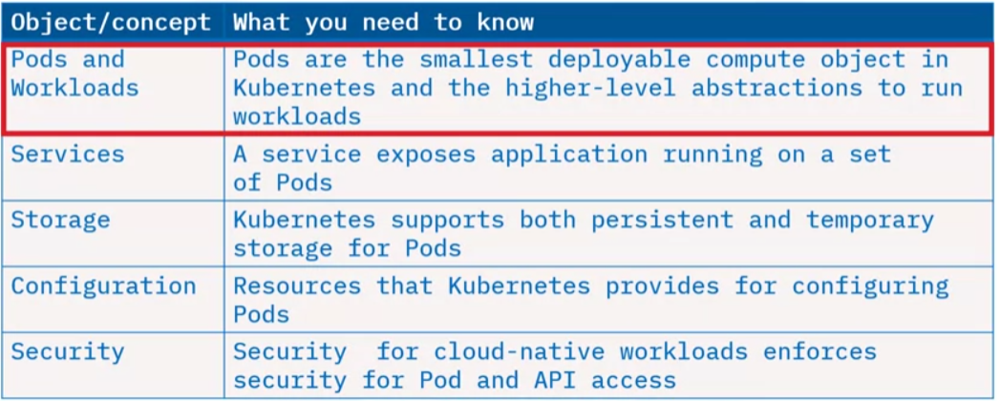 Object/concept What you need to know
Pods and Workloads
Pods are the smallest deployable compute object in
Kubernetes and the higher-level abstractions to run
workloads
Services
A service exposes application running on a set
of Pods
Storage
Kubernetes supports both persistent and temporary
storage for Pods
Configuration
Resources that Kubernetes provides for configuring
Pods
Security
Security  for cloud-native workloads enforces
security for Pod and API access